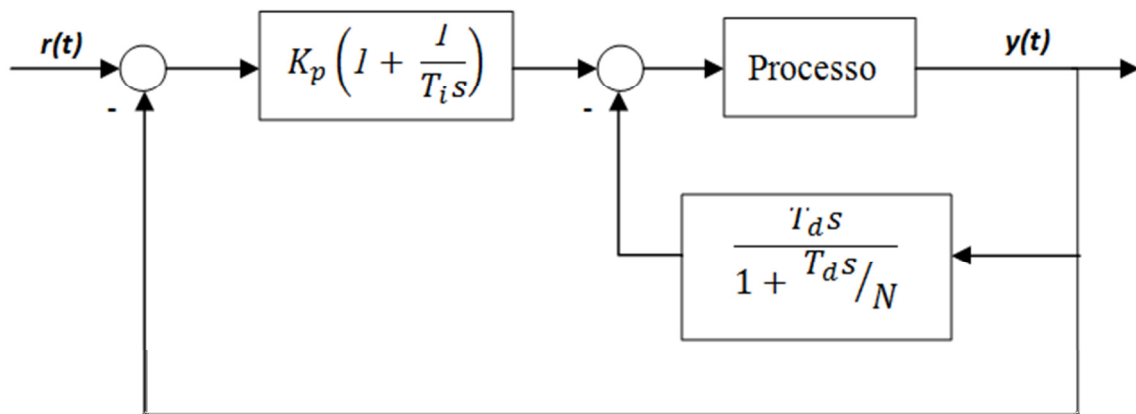 r(t)
K_p (1 + 1/(T_i s))
Processo
y(t)
-
-
T_d s / (1 + T_d s/N)